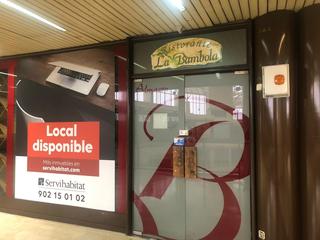 Ristorante
La Bambola
Local
disponible
Más inmuebles en
servihabitat.com
Servihabitat
902 15 01 02